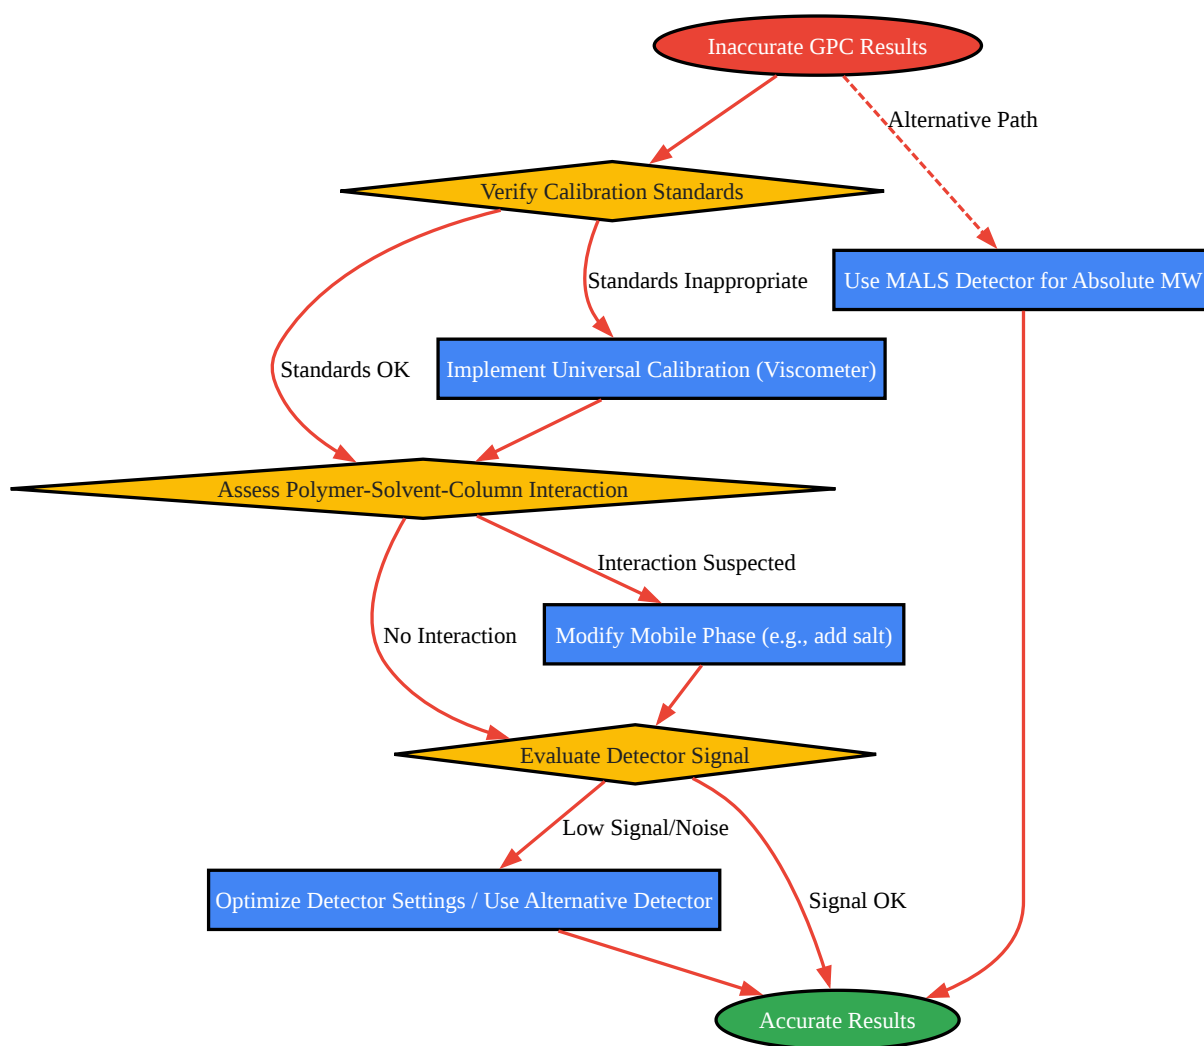 Inaccurate GPC Results
Alternative Path
Verify Calibration Standards
Standards Inappropriate
Use MALS Detector for Absolute MW
Standards OK
Implement Universal Calibration (Viscometer)
Assess Polymer-Solvent-Column Interaction
Interaction Suspected
No Interaction
Modify Mobile Phase (e.g., add salt)
Evaluate Detector Signal
Low Signal/Noise
Optimize Detector Settings / Use Alternative Detector
Signal OK
Accurate Results